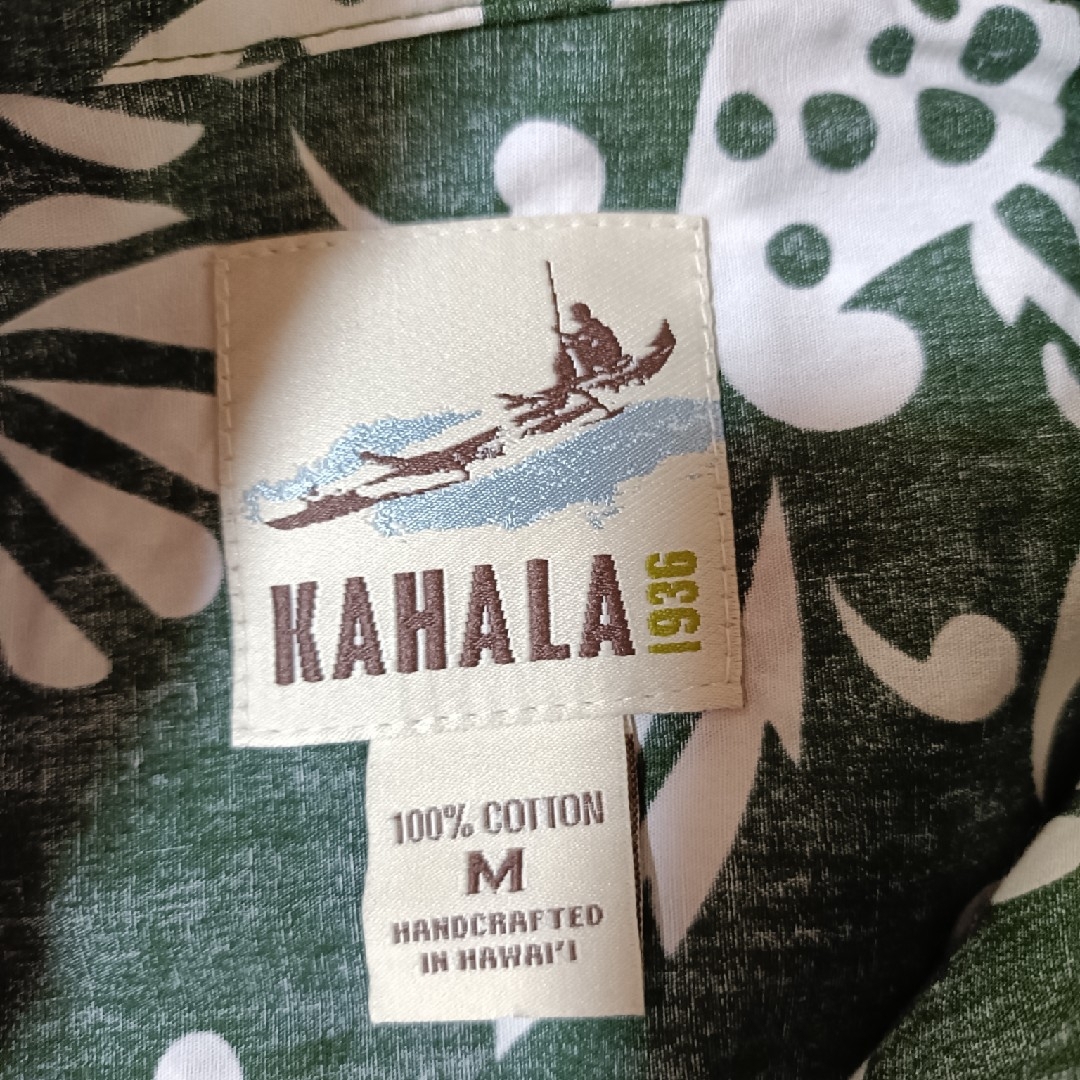 KAHALA
1936
100% COTTON
M
HANDCRAFTED
IN HAWAI'I